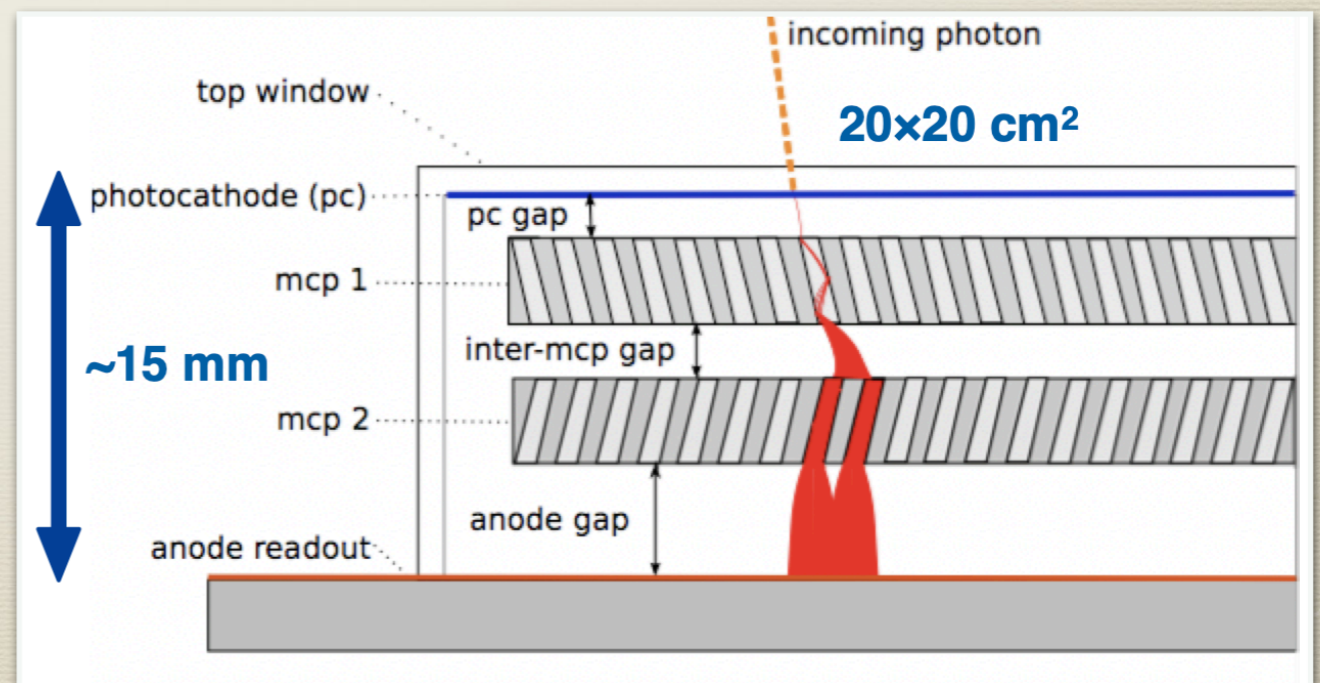 incoming photon
top window
20×20 cm²
photocathode (pc)
pc gap
mcp 1
inter-mcp gap
~15 mm
mcp 2
anode gap
anode readout